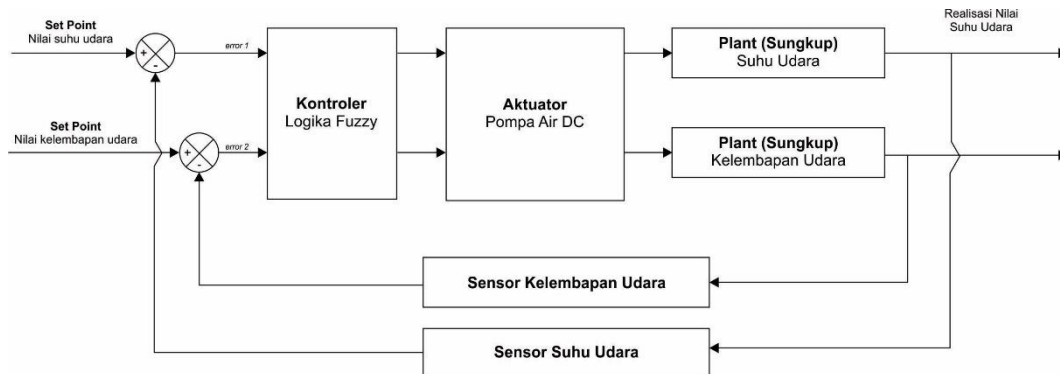 Set Point
Nilai suhu udara
+
-
error 1
Set Point
Nilai kelembapan udara
+
-
error 2
Kontroler
Logika Fuzzy
Aktuator
Pompa Air DC
Plant (Sungkup)
Suhu Udara
Plant (Sungkup)
Kelembapan Udara
Realisasi Nilai
Suhu Udara
Sensor Kelembapan Udara
Sensor Suhu Udara